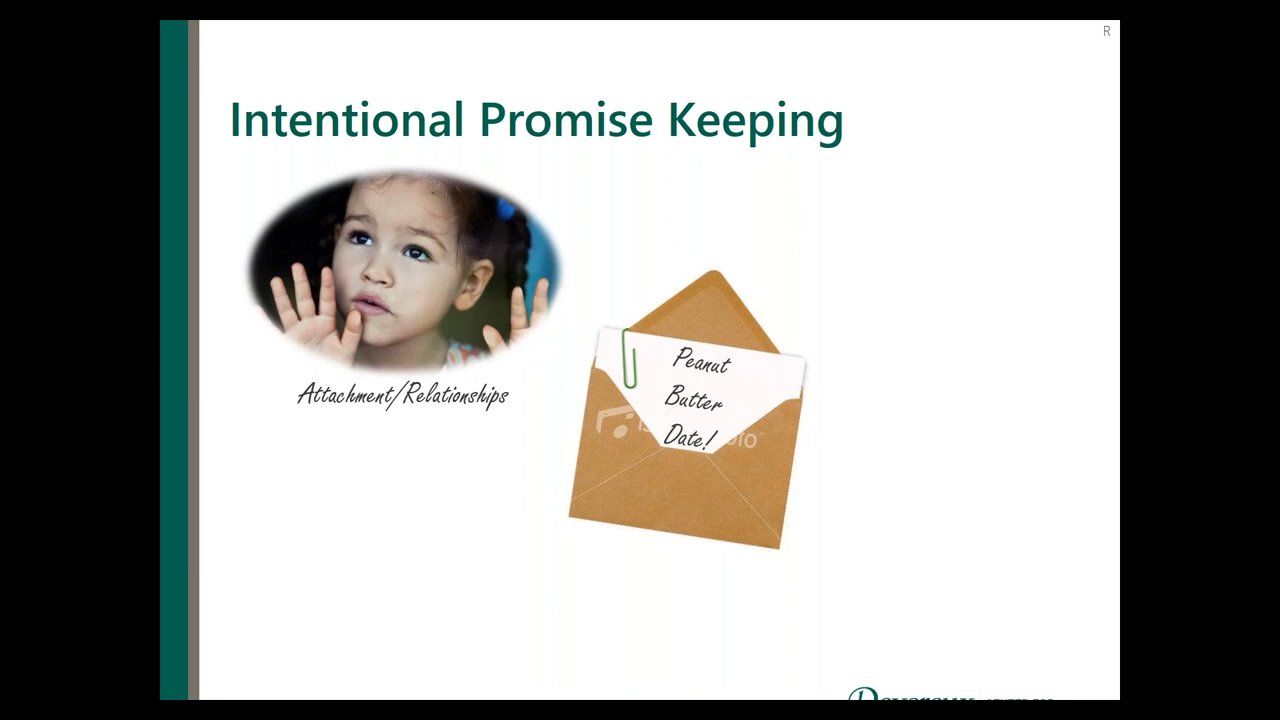 R
Intentional Promise Keeping
Attachment/Relationships
Peanut
Butter
Date!